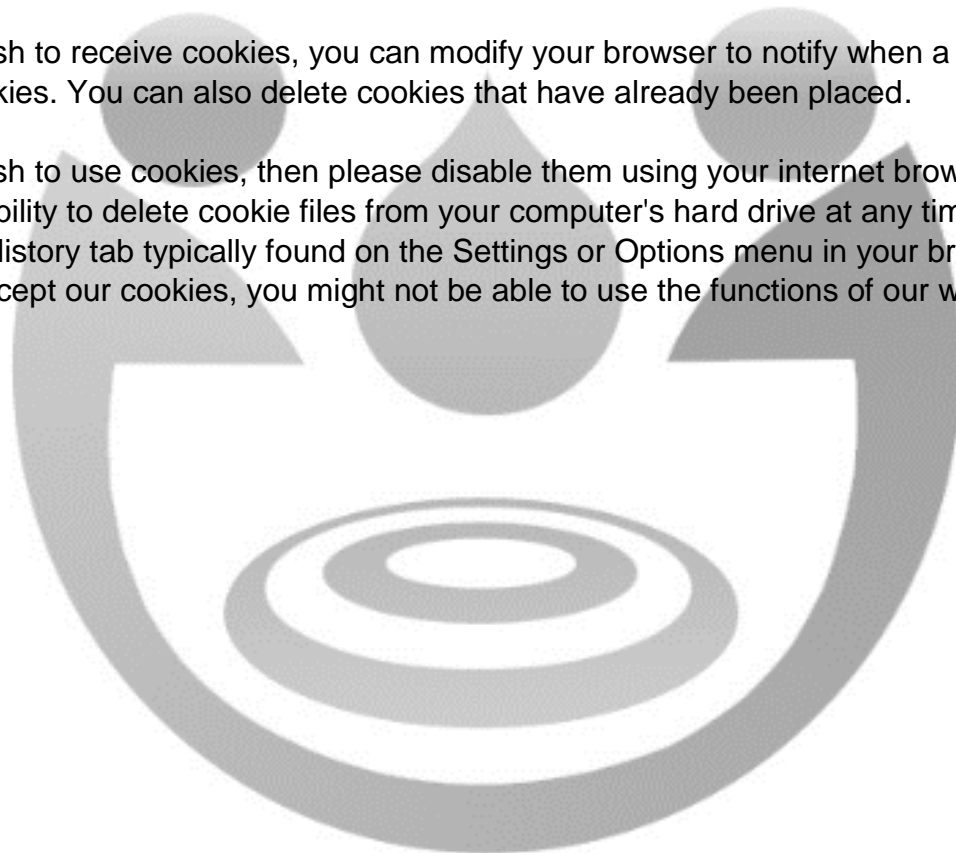 sh to receive cookies, you can modify your browser to notify when a
kies. You can also delete cookies that have already been placed.
sh to use cookies, then please disable them using your internet brow
bility to delete cookie files from your computer's hard drive at any tim
History tab typically found on the Settings or Options menu in your br
cept our cookies, you might not be able to use the functions of our w